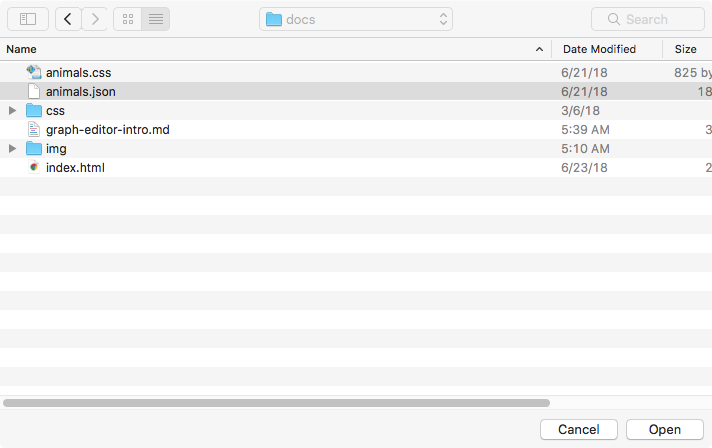 docs
Search
Name Date Modified Size
animals.css 6/21/18 825 by
animals.json 6/21/18 18
css 3/6/18
graph-editor-intro.md 5:39 AM 3
img 5:10 AM
index.html 6/23/18 2
Cancel Open